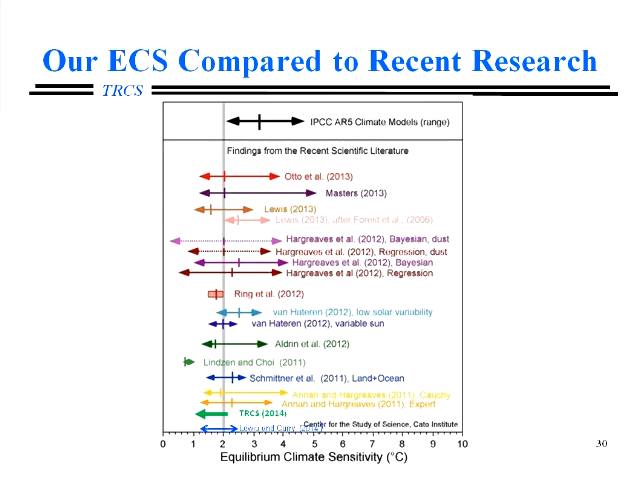 Our ECS Compared to Recent Research
TRCS
IPCC AR5 Climate Models (range)
Findings from the Recent Scientific Literature
Otto et al. (2013)
Masters (2013)
Lewis (2013)
Lewis (2013), after Forest et al. (2006)
Hargreaves et al. (2012), Bayesian, dust
Hargreaves et al. (2012), Regression, dust
Hargreaves et al. (2012), Bayesian
Hargreaves et al (2012), Regression
Ring et al. (2012)
van Hateren (2012), low solar variability
van Hateren (2012), variable sun
Aldrin et al. (2012)
Lindzen and Choi (2011)
Schmittner et al. (2011), Land+Ocean
Annan and Hargreaves (2011), Cauchy
Annan and Hargreaves (2011), Expert
TRCS (2014)
Center for the Study of Science, Cato Institute
Lewis and Curry
0 1 2 3 4 5 6 7 8 9 10
Equilibrium Climate Sensitivity (°C)
30